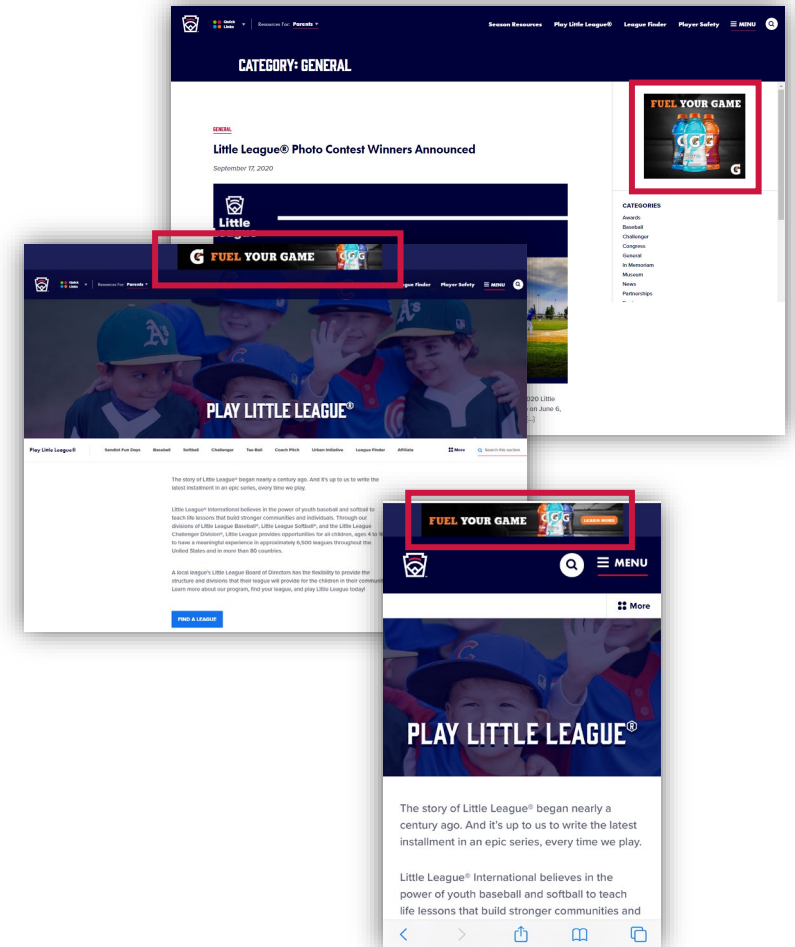 Quick Links
Resources For: Parents
Season Resources
Play Little League®
League Finder
Player Safety
MENU
CATEGORY: GENERAL
GENERAL
Little League® Photo Contest Winners Announced
September 17, 2020
Little
FUEL YOUR GAME
G
CATEGORIES
Awards
Baseball
Challenger
Congress
General
In Memoriam
Museum
News
Partnerships
2020 Little
on June 6,
[...]
G FUEL YOUR GAME
Quick Links
Resources For: Parents
League Finder
Player Safety
MENU
PLAY LITTLE LEAGUE®
Play Little League®
Sandlot Fun Days
Baseball
Softball
Challenger
Tee Ball
Coach Pitch
Urban Initiative
League Finder
Affiliate
More
Search this section
The story of Little League® began nearly a century ago. And it's up to us to write the
latest installment in an epic series, every time we play.
Little League® International believes in the power of youth baseball and softball to
teach life lessons that build stronger communities and individuals. Through our
divisions of Little League Baseball®, Little League Softball®, and the Little League
Challenger Division®, Little League provides opportunities for all children, ages 4 to
to have a meaningful experience in approximately 6,500 leagues throughout the
United States and in more than 80 countries.
A local league's Little League Board of Directors has the flexibility to provide the
structure and divisions that their league will provide for the children in their
Learn more about our program, find your league, and play Little League today!
FIND A LEAGUE
FUEL YOUR GAME
LEARN MORE
MENU
More
PLAY LITTLE LEAGUE®
The story of Little League® began nearly a
century ago. And it's up to us to write the latest
installment in an epic series, every time we play.
Little League® International believes in the
power of youth baseball and softball to teach
life lessons that build stronger communities and